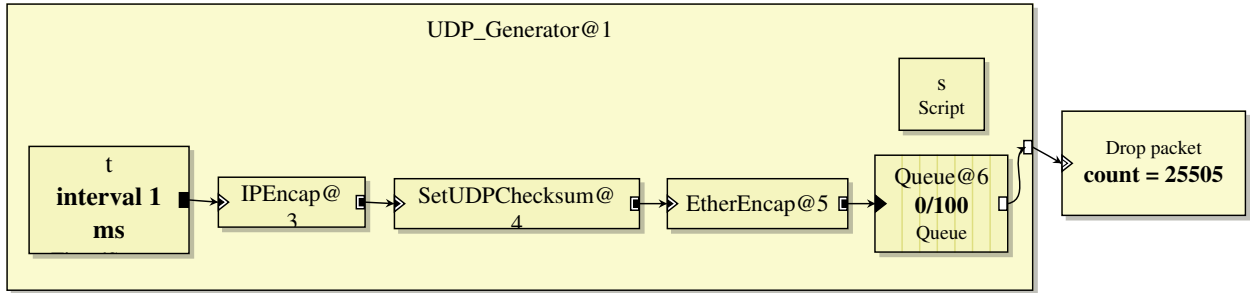 UDP_Generator@1
s
Script
t
interval 1
ms
IPEncap@
3
SetUDPChecksum@
4
EtherEncap@5
Queue@6
0/100
Queue
Drop packet
count = 25505